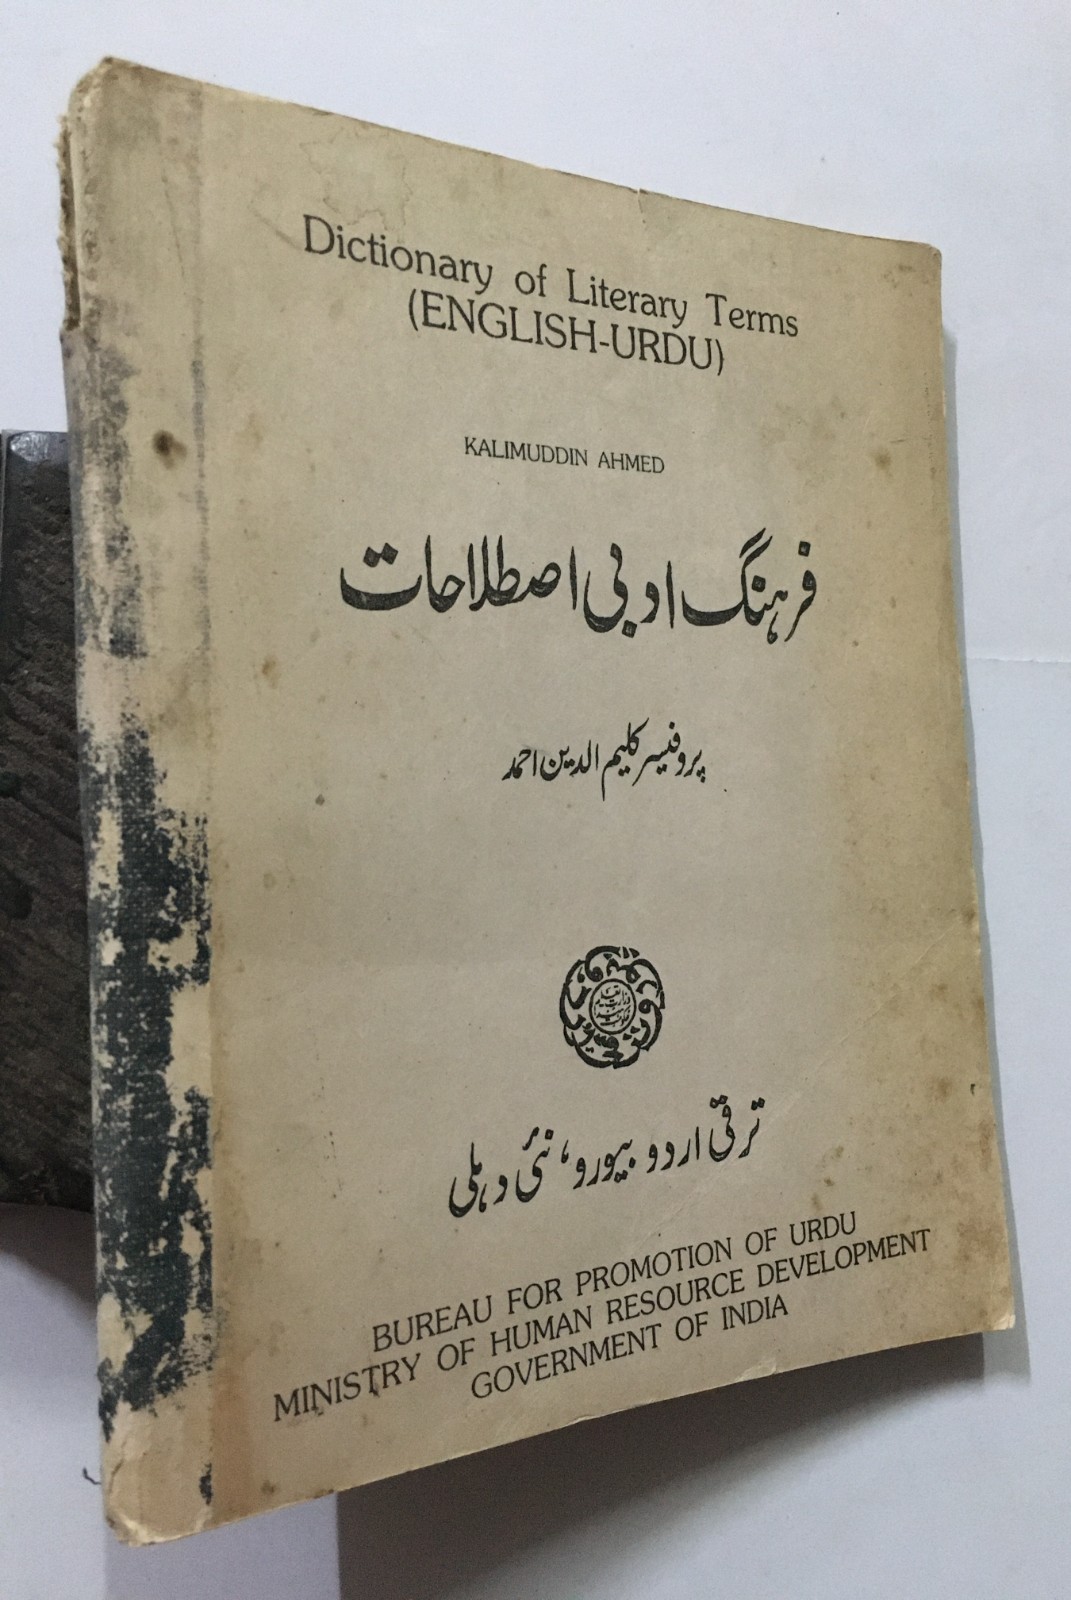 Dictionary of Literary Terms
(ENGLISH-URDU)
KALIMUDDIN AHMED
فرہنگ ادبی اصطلاحات
پروفیسر کلیم الدین احمد
ترقی اردو بیورو، نئی دہلی
BUREAU FOR PROMOTION OF URDU
MINISTRY OF HUMAN RESOURCE DEVELOPMENT
GOVERNMENT OF INDIA